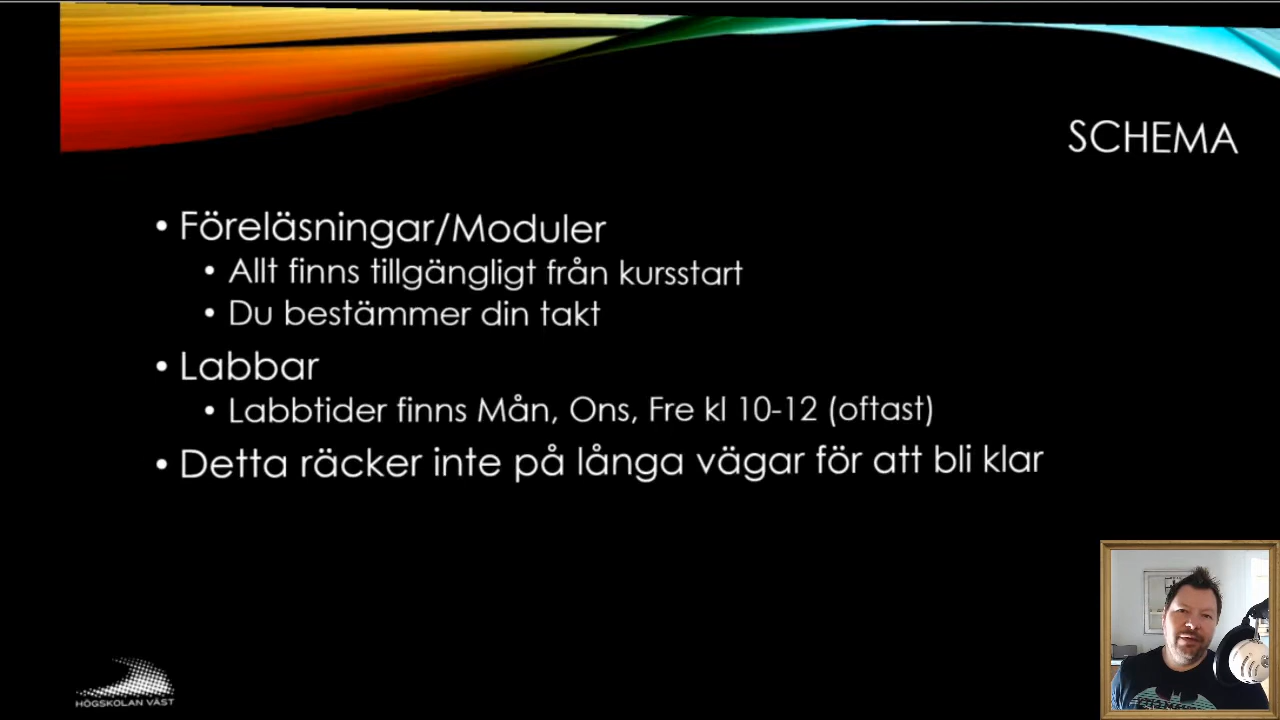 SCHEMA
• Föreläsningar/Moduler
• Allt finns tillgängligt från kursstart
• Du bestämmer din takt
• Labbar
• Labbtider finns Mån, Ons, Fre kl 10-12 (oftast)
• Detta räcker inte på långa vägar för att bli klar
HÖGSKOLAN VÄST